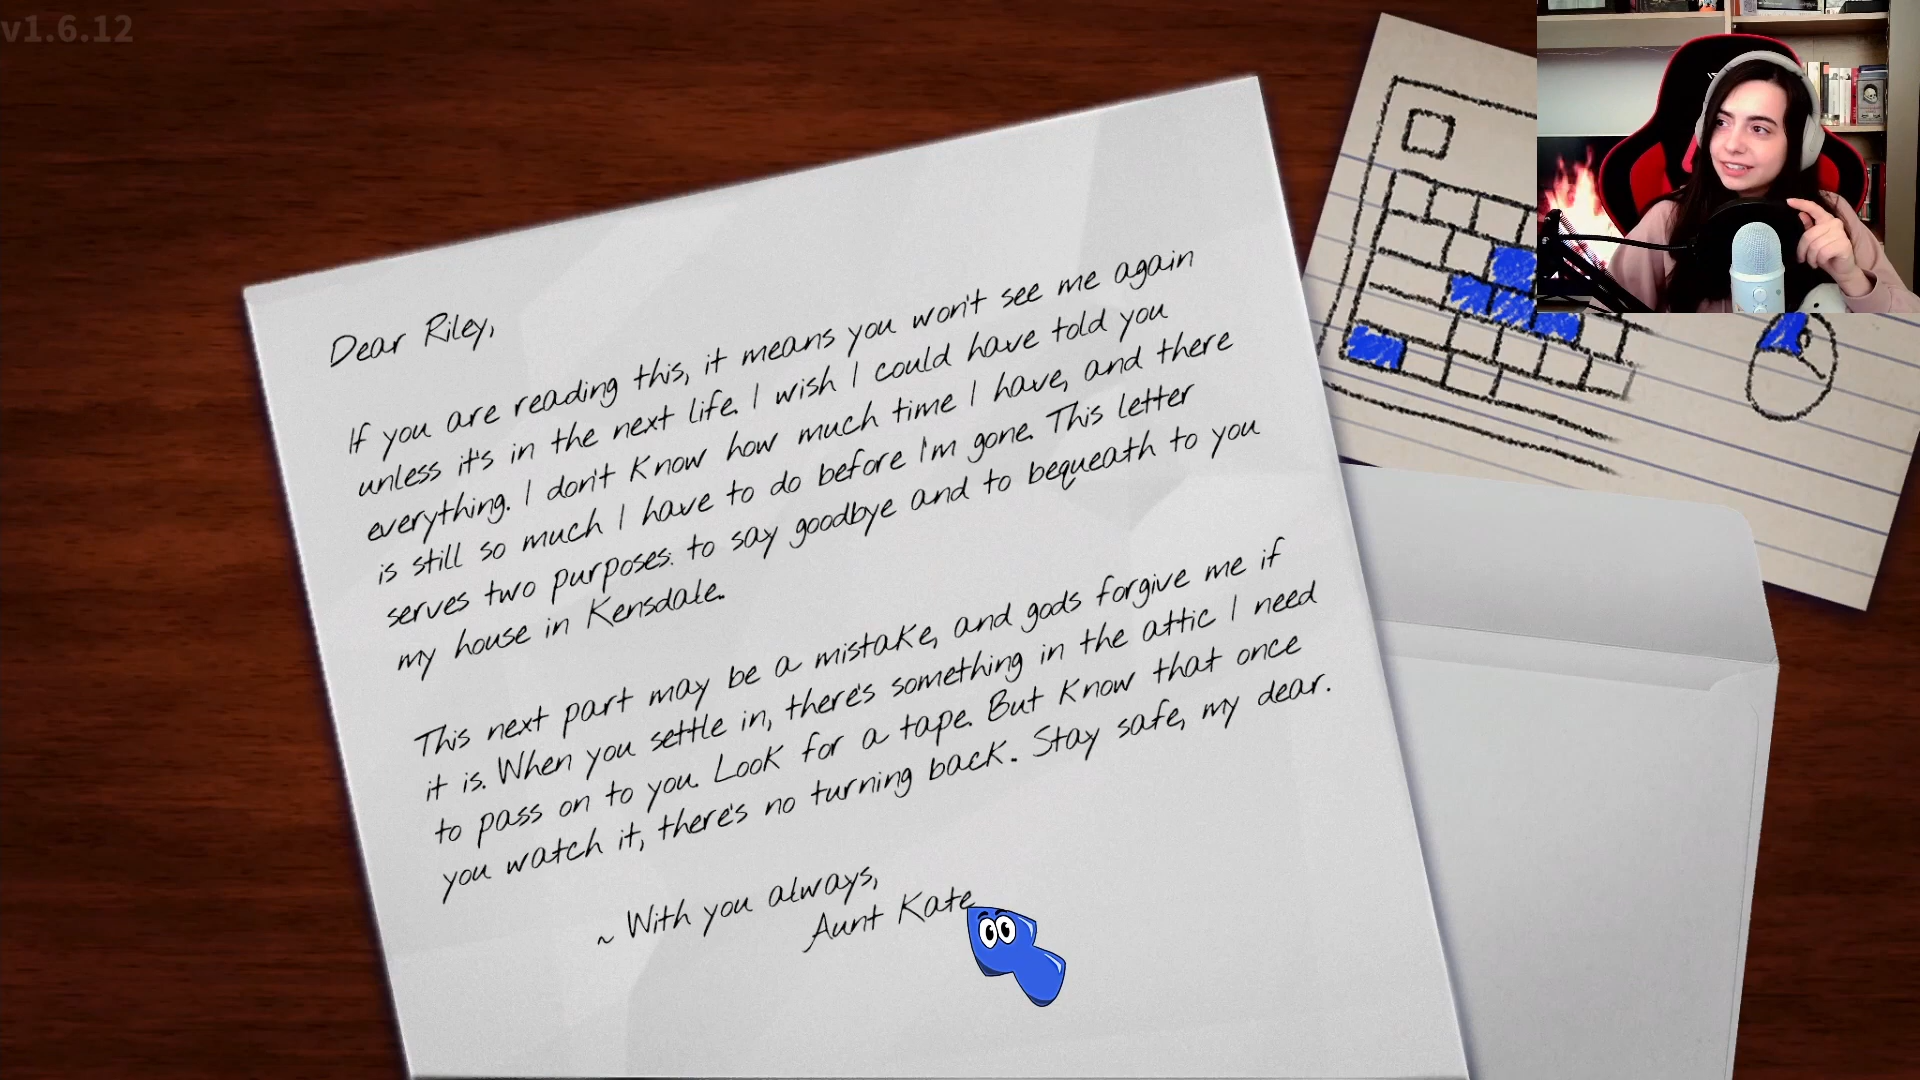 v1.6.12
Dear Riley,
If you are reading this, it means you won't see me again
unless it's in the next life. I wish I could have told you
everything. I don't know how much time I have, and there
is still so much I have to do before I'm gone. This letter
serves two purposes: to say goodbye and to bequeath to you
my house in Kensdale.
This next part may be a mistake, and gods forgive me if
it is. When you settle in, there's something in the attic I need
to pass on to you. Look for a tape. But know that once
you watch it, there's no turning back. Stay safe, my dear.
~ With you always,
Aunt Kate